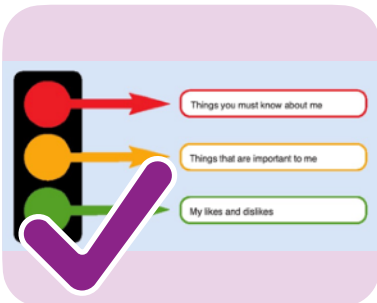 Things you must know about me
Things that are important to me
My likes and dislikes